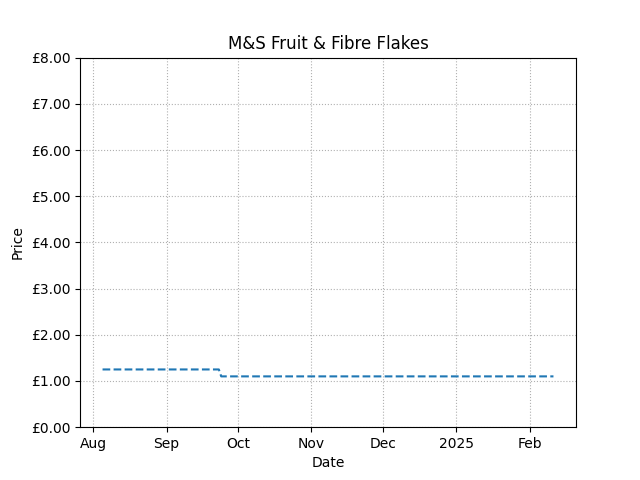 M&S Fruit & Fibre Flakes
£8.00
£7.00
£6.00
£5.00
£4.00
£3.00
£2.00
£1.00
£0.00
Price
Aug Sep Oct Nov Dec 2025 Feb
Date